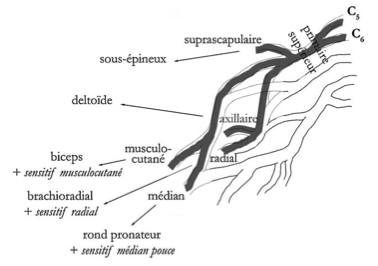 C5
C6
primaire
supérieur
suprascapulaire
sous-épineux
deltoïde
axillaire
musculo-
cutané
radial
biceps
+ sensitif musculocutané
brachioradial
+ sensitif radial
médian
rond pronateur
+ sensitif médian pouce